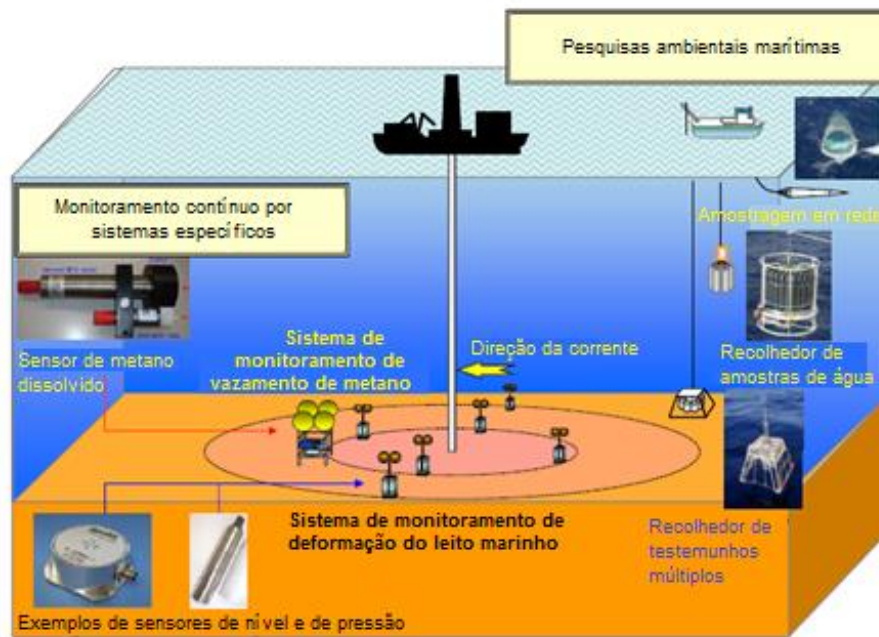 Pesquisas ambientais marítimas
Monitoramento contínuo por
sistemas específicos
Amostragem em rede
Sensor de metano
dissolvido
Sistema de
monitoramento de
vazamento de metano
Direção da corrente
Recolhedor de
amostras de água
Sistema de monitoramento de
deformação do leito marinho
Recolhedor de
testemunhos
múltiplos
Exemplos de sensores de nível e de pressão